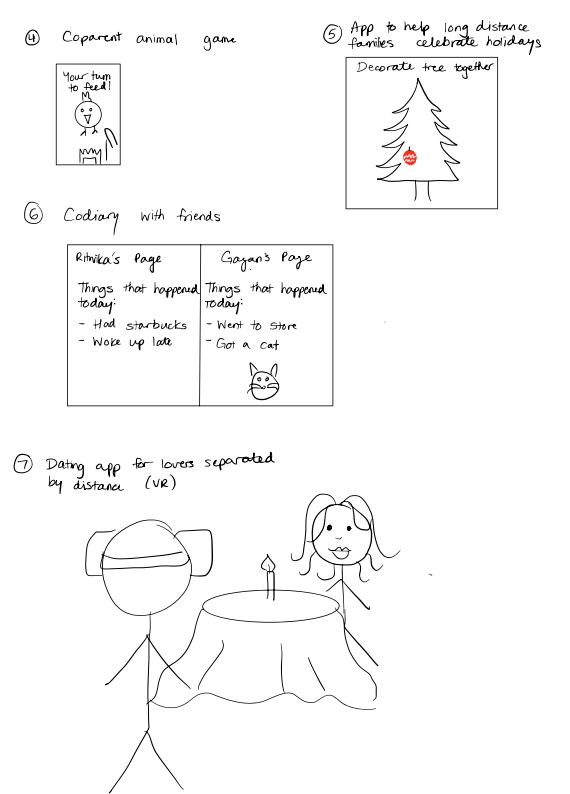 ④ Coparent animal game
Your turn
to feed!
⑤ App to help long distance
families celebrate holidays
Decorate tree together
⑥ Codiary with friends
Ritvika's Page
Things that happened
today:
- Had starbucks
- Woke up late
Gagan's Page
Things that happened
Today:
- Went to store
- Got a cat
⑦ Dating app for lovers separated
by distance (VR)